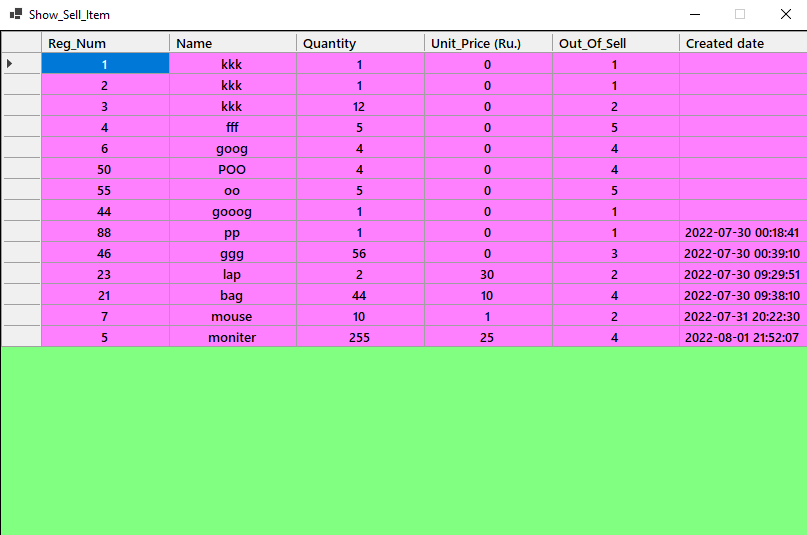 Show_Sell_Item
Reg_Num Name Quantity Unit_Price (Ru.) Out_Of_Sell Created date
1 kkk 1 0 1
2 kkk 1 0 1
3 kkk 12 0 2
4 fff 5 0 5
6 goog 4 0 4
50 POO 4 0 4
55 oo 5 0 5
44 gooog 1 0 1
88 pp 1 0 1 2022-07-30 00:18:41
46 ggg 56 0 3 2022-07-30 00:39:10
23 lap 2 30 2 2022-07-30 09:29:51
21 bag 44 10 4 2022-07-30 09:38:10
7 mouse 10 1 2 2022-07-31 20:22:30
5 moniter 255 25 4 2022-08-01 21:52:07